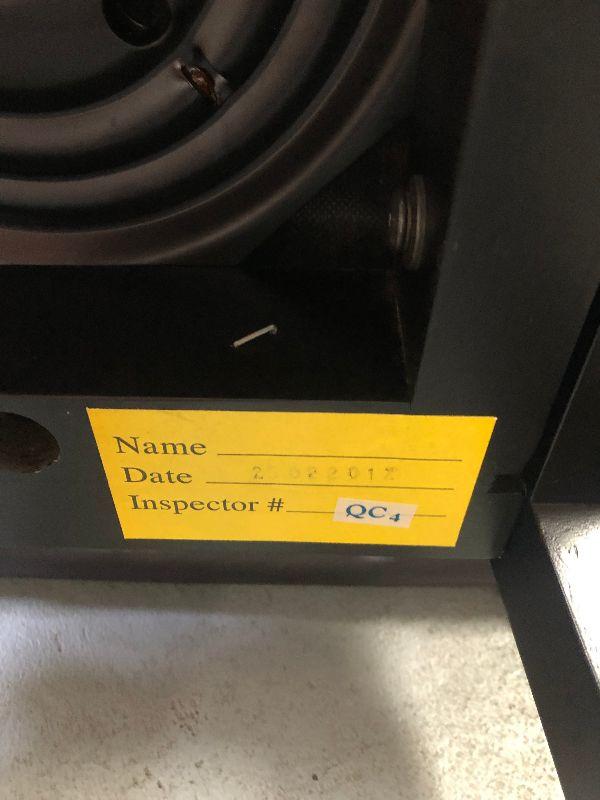 Name
Date
Inspector # QC4